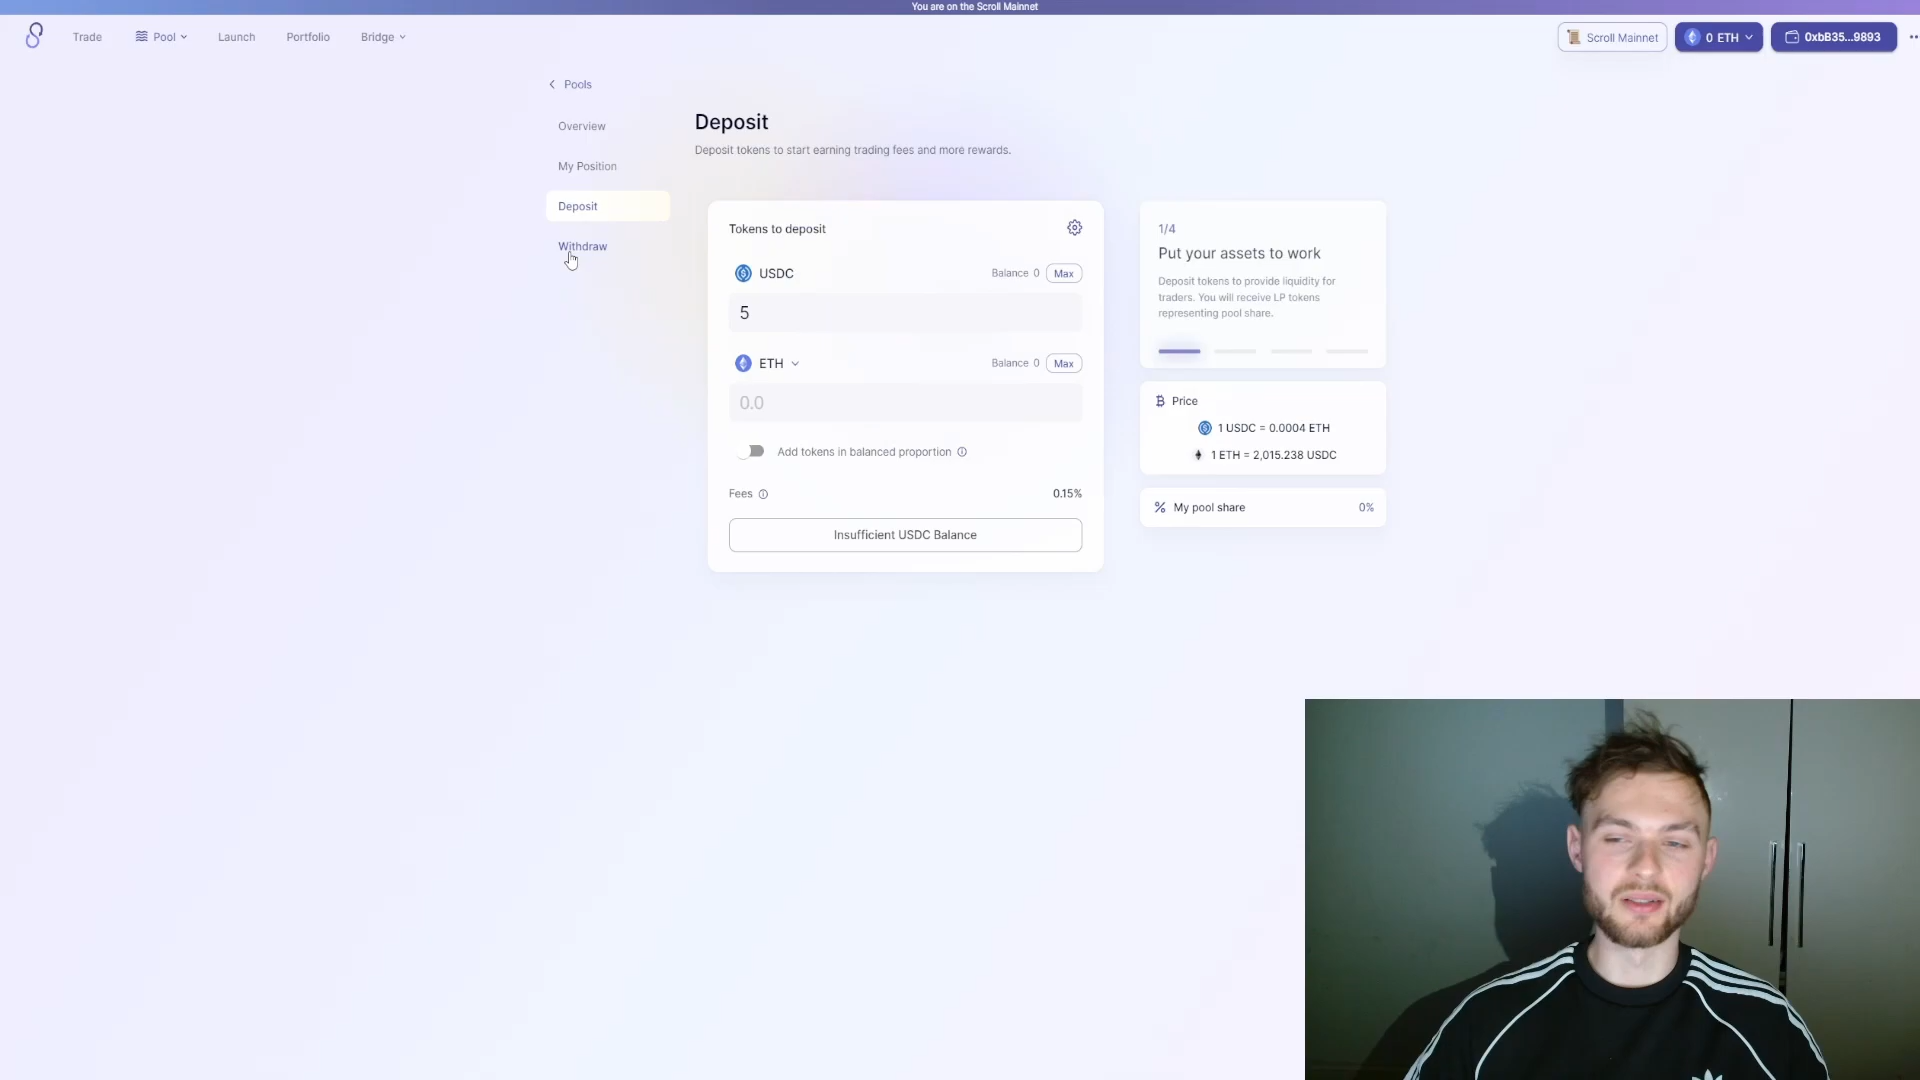 You are on the Scroll Mainnet
Trade
Pool
Launch
Portfolio
Bridge
Scroll Mainnet
0 ETH
0xbB35...9893
Pools
Overview
My Position
Deposit
Withdraw
Deposit
Deposit tokens to start earning trading fees and more rewards.
Tokens to deposit
USDC
Balance 0
Max
5
ETH
Balance 0
Max
0.0
Add tokens in balanced proportion
Fees
0.15%
Insufficient USDC Balance
1/4
Put your assets to work
Deposit tokens to provide liquidity for
traders. You will receive LP tokens
representing pool share.
Price
1 USDC = 0.0004 ETH
1 ETH = 2,015.238 USDC
My pool share
0%